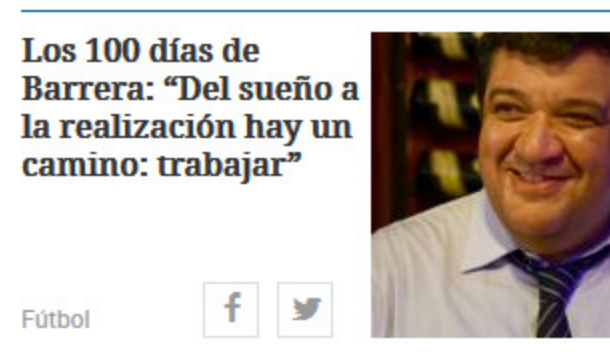 Los 100 días de
Barrera: “Del sueño a
la realización hay un
camino: trabajar”
Fútbol